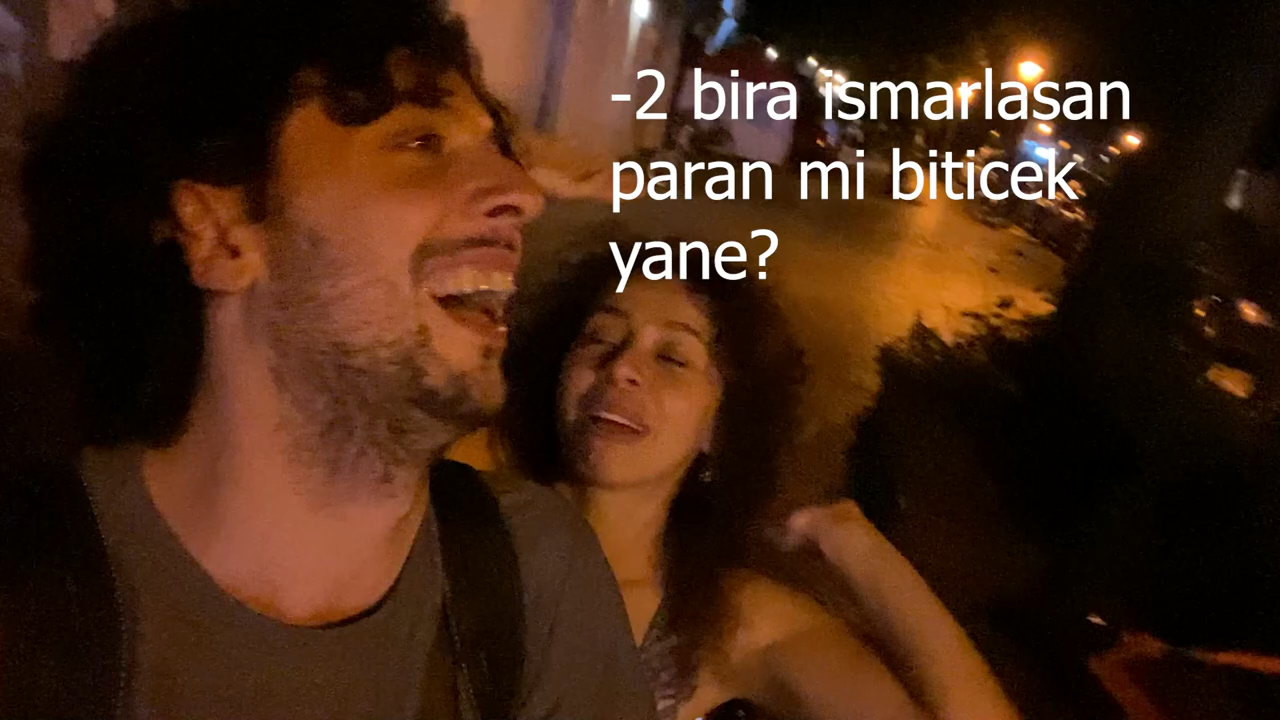 -2 bira ismarlasan
paran mi biticek
yane?